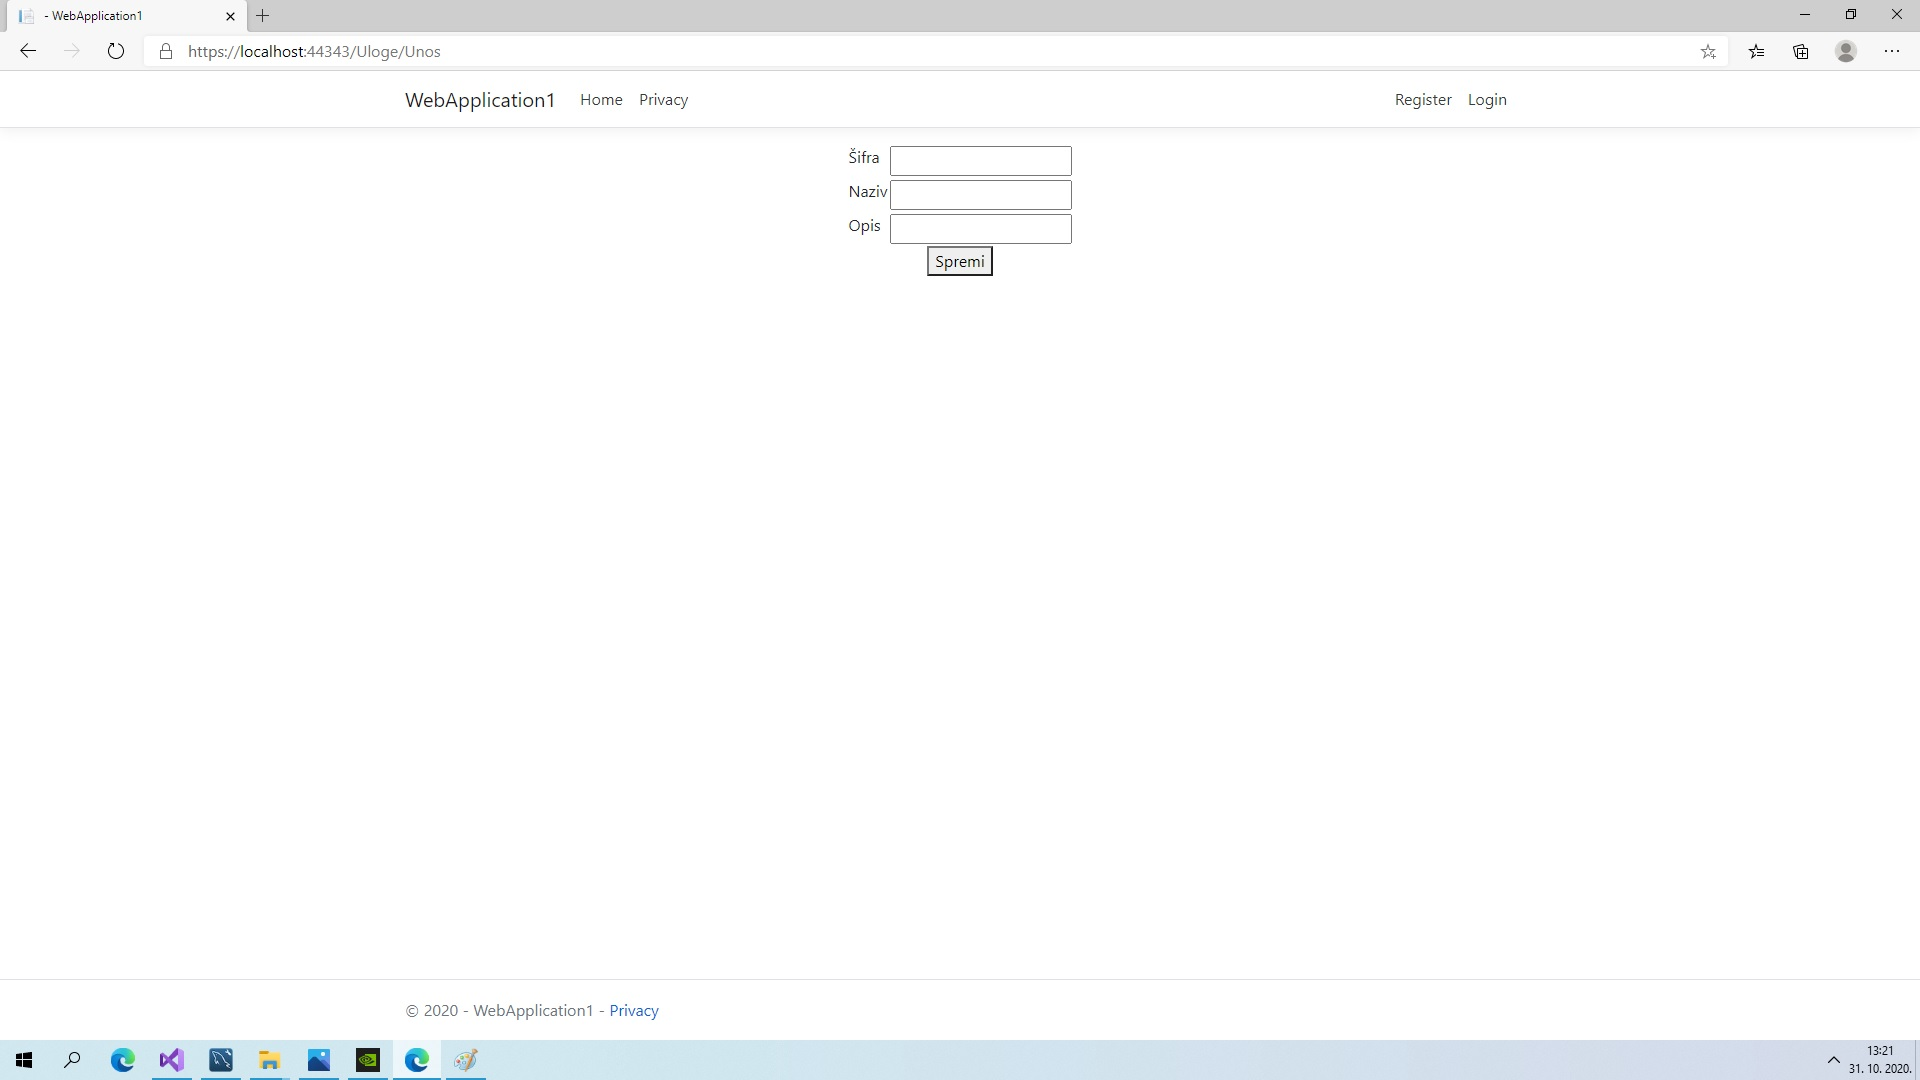 - WebApplication1
https://localhost:44343/Uloge/Unos
WebApplication1 Home Privacy Register Login
Šifra
Naziv
Opis
Spremi
© 2020 - WebApplication1 - Privacy
13:21
31. 10. 2020.